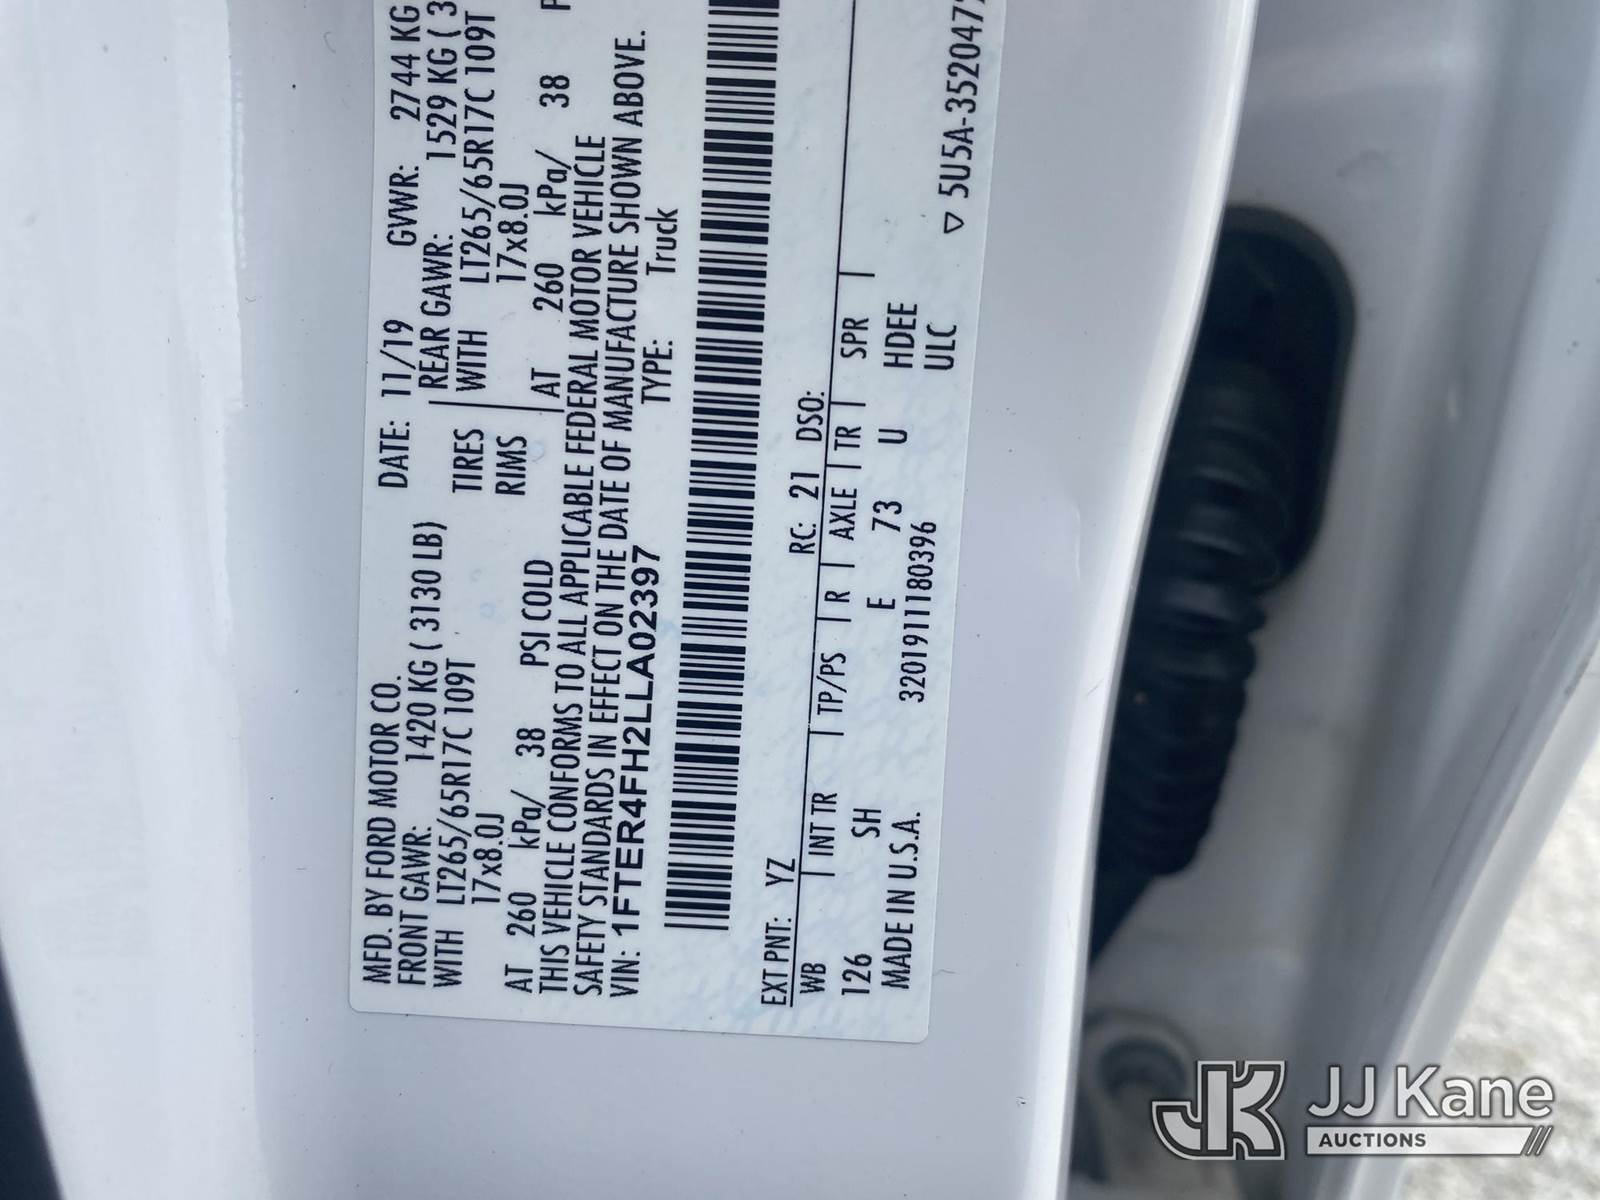 MFD. BY FORD MOTOR CO.
DATE: 11/19 GVWR: 2744 KG
FRONT GAWR: 1420 KG ( 3130 LB) REAR GAWR: 1529 KG ( 3
WITH LT265/65R17C 109T TIRES WITH LT265/65R17C 109T
17x8.0J RIMS 17x8.0J
AT 260 kPa/ 38 PSI COLD AT 260 kPa/ 38 P
THIS VEHICLE CONFORMS TO ALL APPLICABLE FEDERAL MOTOR VEHICLE
SAFETY STANDARDS IN EFFECT ON THE DATE OF MANUFACTURE SHOWN ABOVE.
VIN: 1FTER4FH2LLA02397 TYPE: Truck
EXT PNT: YZ RC: 21 DSO:
WB INT TR TP/PS R AXLE TR SPR
126 SH E 73 U HDEE
MADE IN U.S.A. 32019111180396 ULC
▽ 5U5A-3520472
JK JJ Kane
AUCTIONS